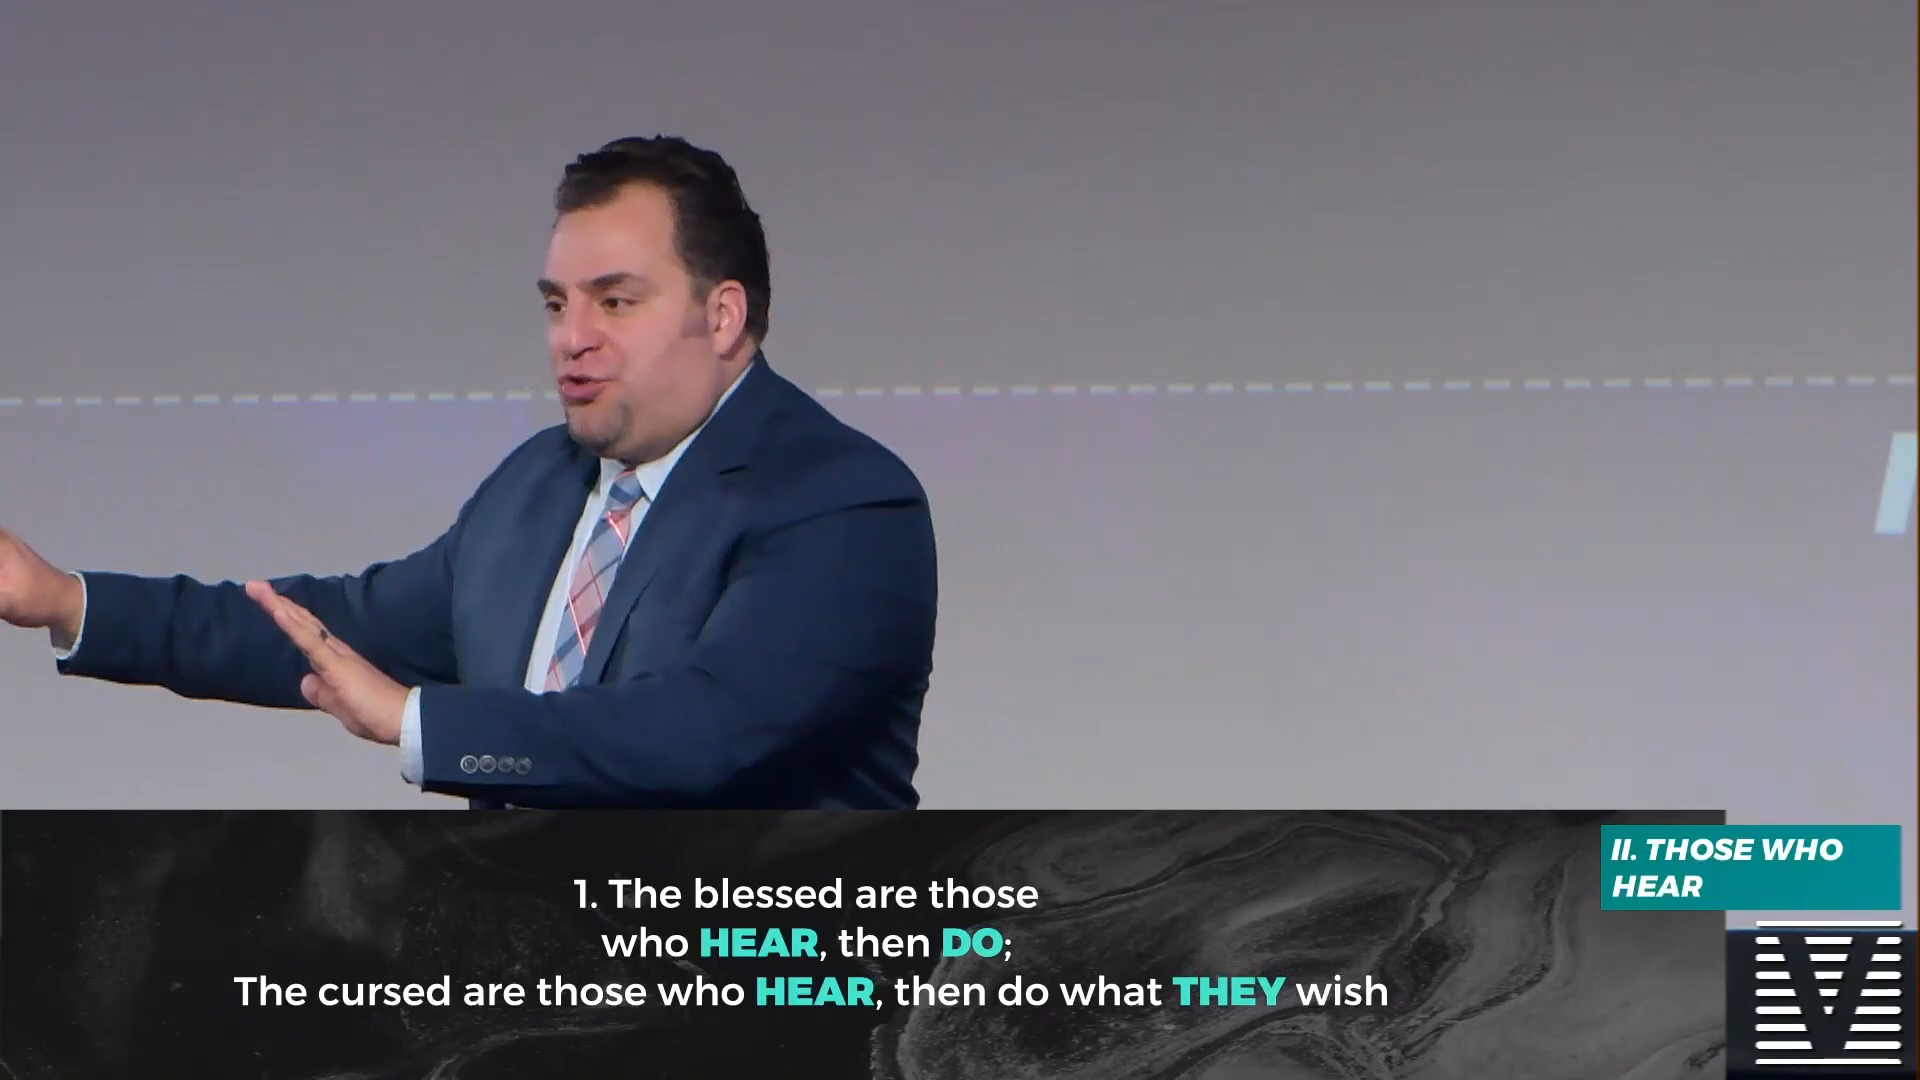 1. The blessed are those
who HEAR, then DO;
The cursed are those who HEAR, then do what THEY wish
II. THOSE WHO
HEAR
V